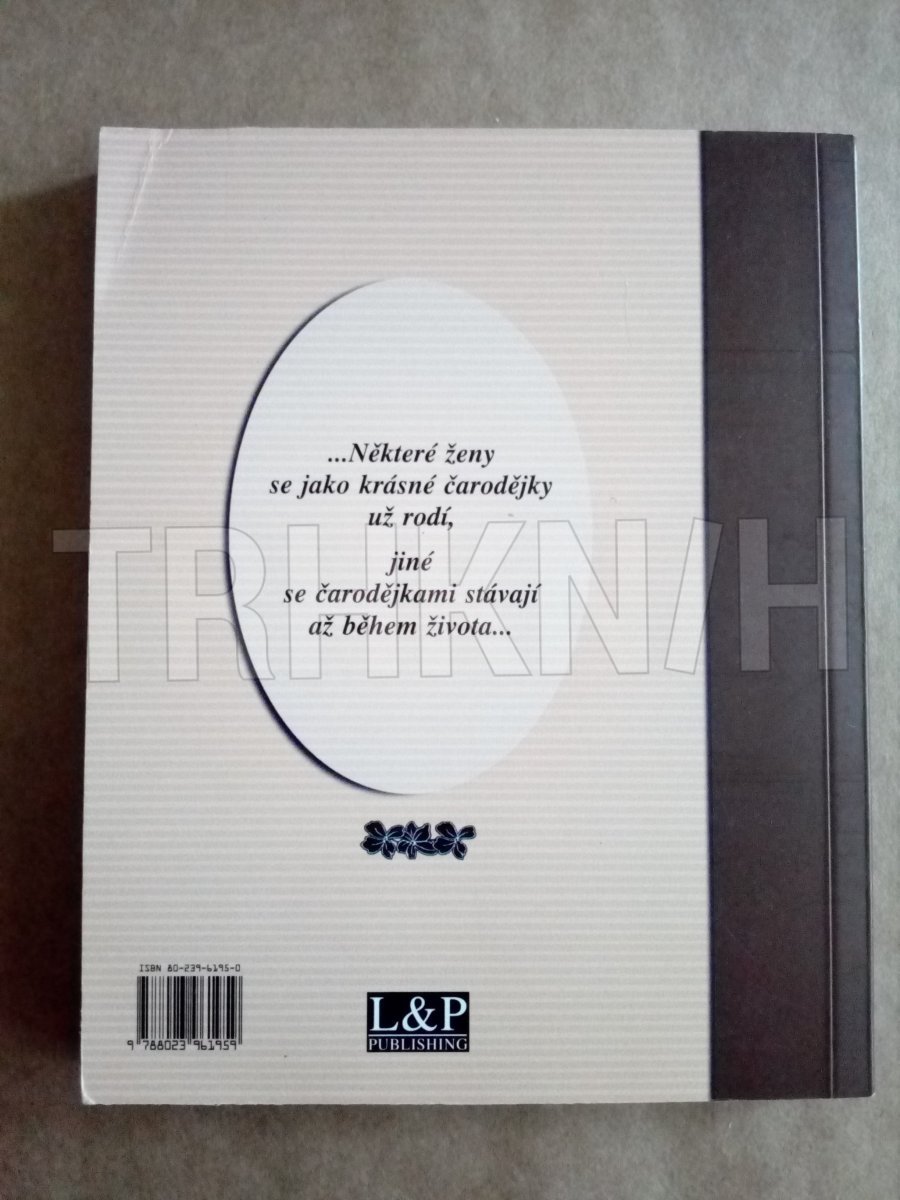 ...Některé ženy
se jako krásné čarodějky
už rodí,
jiné
se čarodějkami stávají
až během života...
TRHKN/H
ISBN 80-239-6195-0
9 788023 961959
L&P
PUBLISHING